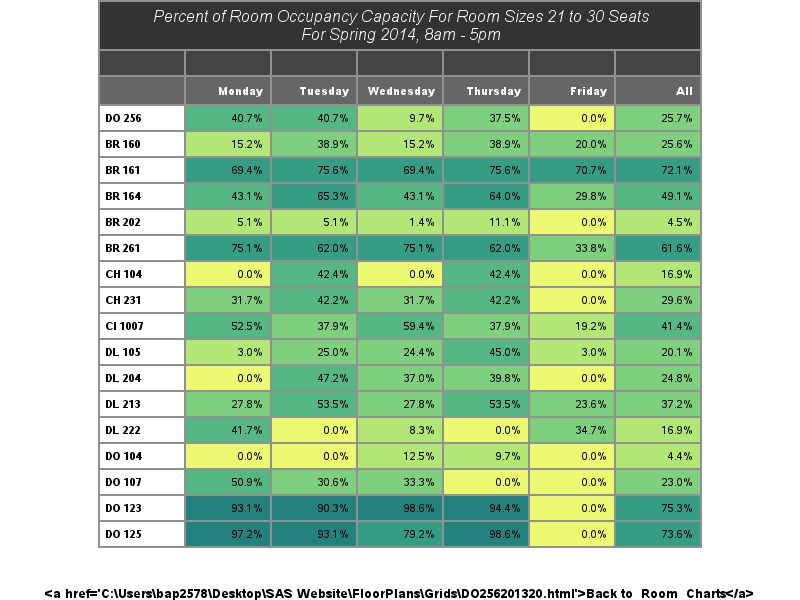 Percent of Room Occupancy Capacity For Room Sizes 21 to 30 Seats
For Spring 2014, 8am - 5pm
Monday Tuesday Wednesday Thursday Friday All
DO 256 40.7% 40.7% 9.7% 37.5% 0.0% 25.7%
BR 160 15.2% 38.9% 15.2% 38.9% 20.0% 25.6%
BR 161 69.4% 75.6% 69.4% 75.6% 70.7% 72.1%
BR 164 43.1% 65.3% 43.1% 64.0% 29.8% 49.1%
BR 202 5.1% 5.1% 1.4% 11.1% 0.0% 4.5%
BR 261 75.1% 62.0% 75.1% 62.0% 33.8% 61.6%
CH 104 0.0% 42.4% 0.0% 42.4% 0.0% 16.9%
CH 231 31.7% 42.2% 31.7% 42.2% 0.0% 29.6%
CI 1007 52.5% 37.9% 59.4% 37.9% 19.2% 41.4%
DL 105 3.0% 25.0% 24.4% 45.0% 3.0% 20.1%
DL 204 0.0% 47.2% 37.0% 39.8% 0.0% 24.8%
DL 213 27.8% 53.5% 27.8% 53.5% 23.6% 37.2%
DL 222 41.7% 0.0% 8.3% 0.0% 34.7% 16.9%
DO 104 0.0% 0.0% 12.5% 9.7% 0.0% 4.4%
DO 107 50.9% 30.6% 33.3% 0.0% 0.0% 23.0%
DO 123 93.1% 90.3% 98.6% 94.4% 0.0% 75.3%
DO 125 97.2% 93.1% 79.2% 98.6% 0.0% 73.6%
<a href='C:\Users\bap2578\Desktop\SAS Website\FloorPlans\Grids\DO256201320.html'>Back to Room Charts</a>